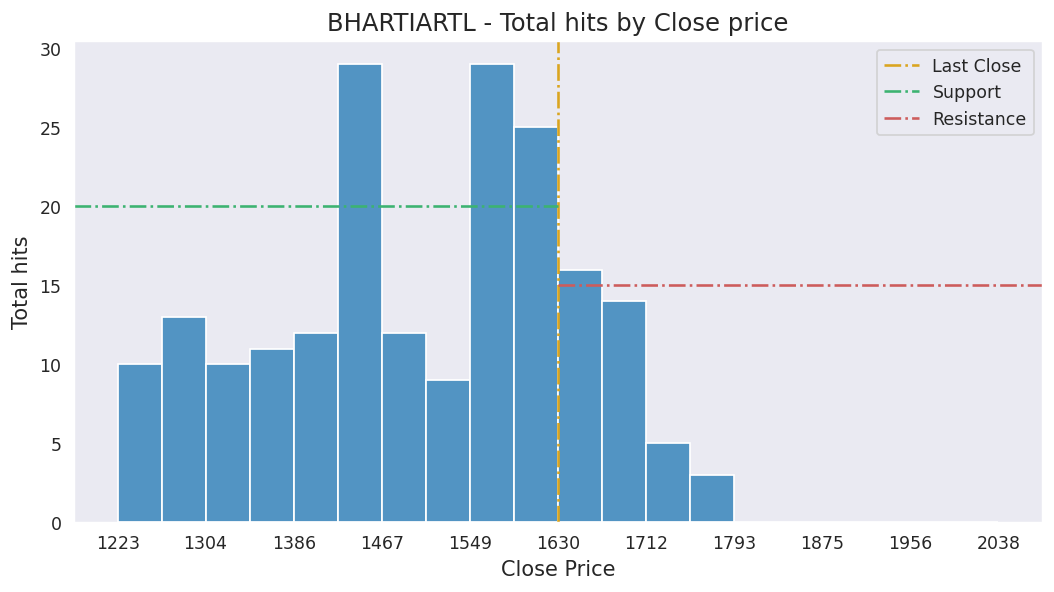 BHARTIARTL - Total hits by Close price
30
25
20
15
10
5
0
Total hits
Last Close
Support
Resistance
1223 1304 1386 1467 1549 1630 1712 1793 1875 1956 2038
Close Price